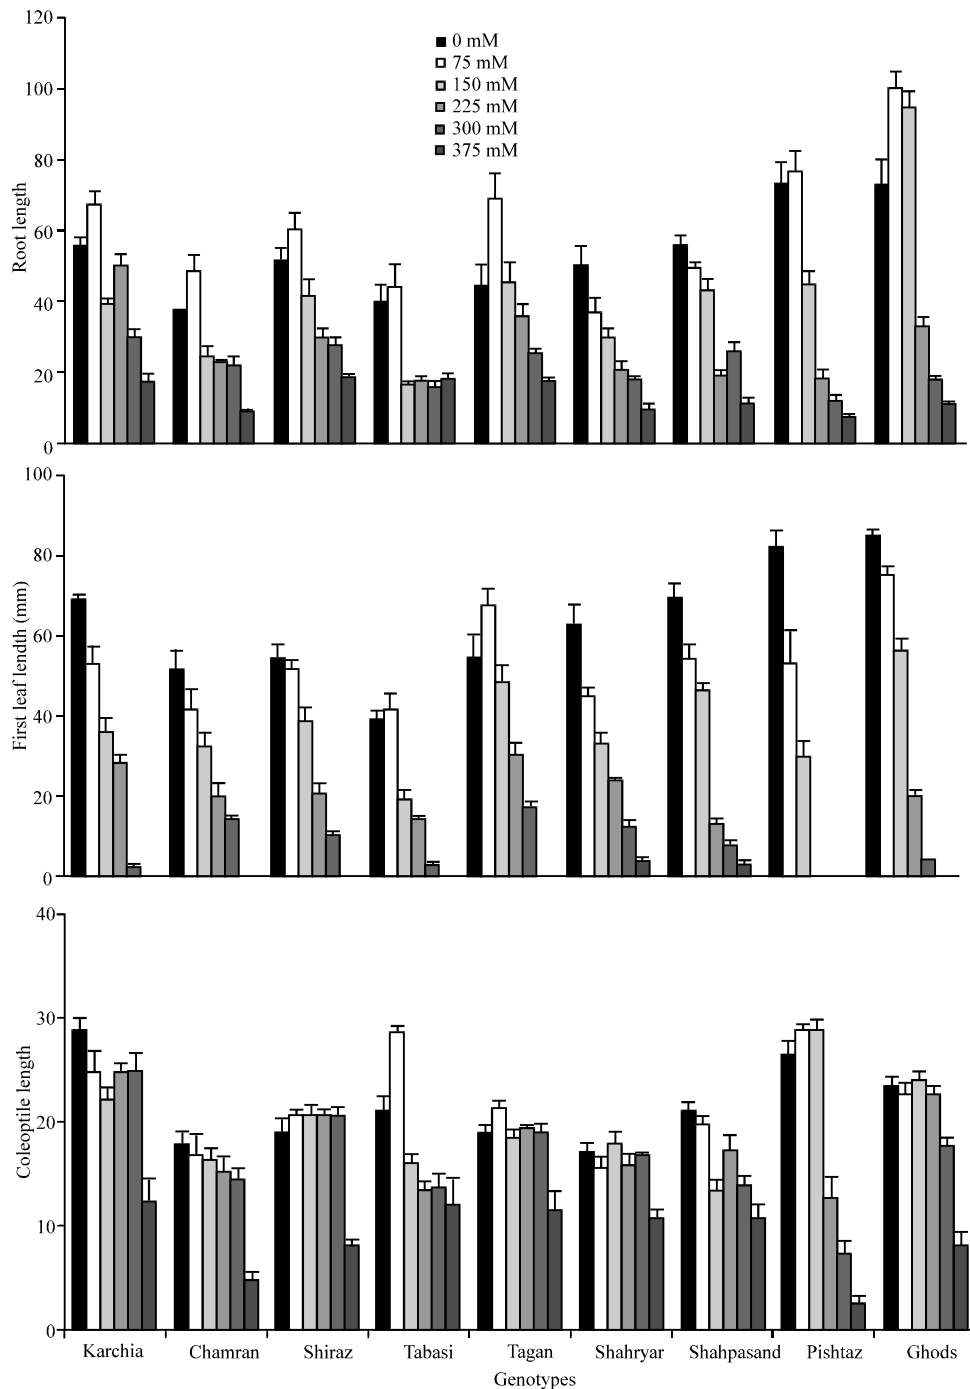 120
100
80
60
40
20
0
Root length
0 mM
75 mM
150 mM
225 mM
300 mM
375 mM
100
80
60
40
20
0
First leaf lendth (mm)
40
30
20
10
0
Coleoptile length
Karchia Chamran Shiraz Tabasi Tagan Shahryar Shahpasand Pishtaz Ghods
Genotypes